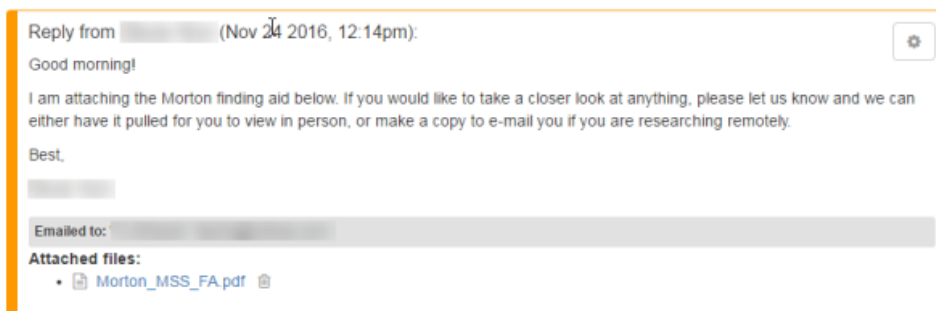 Reply from (Nov 24 2016, 12:14pm):
Good morning!
I am attaching the Morton finding aid below. If you would like to take a closer look at anything, please let us know and we can
either have it pulled for you to view in person, or make a copy to e-mail you if you are researching remotely.
Best,
Emailed to:
Attached files:
• Morton_MSS_FA.pdf